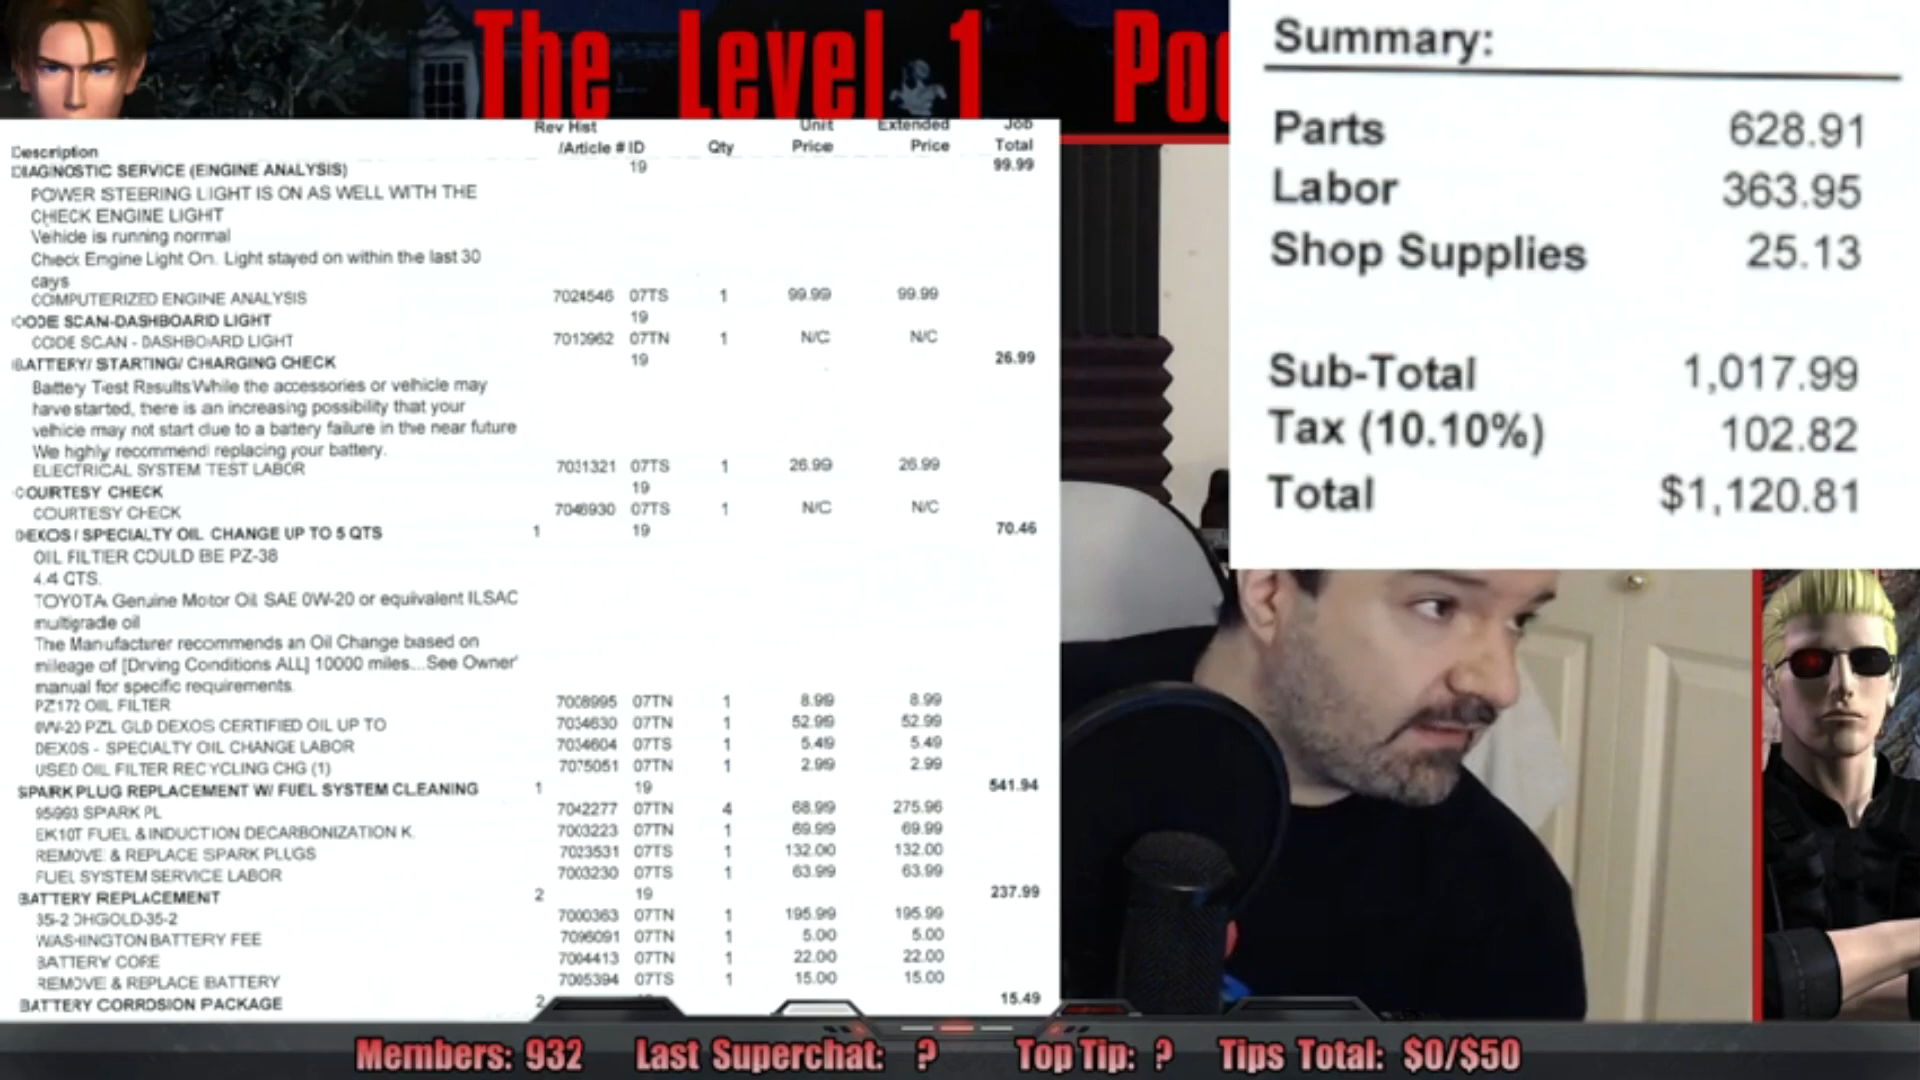 The Level 1 Po
Rev Hist Unit Extended Job
Description /Article # ID Qty Price Price Total
DIAGNOSTIC SERVICE (ENGINE ANALYSIS) 19 99.99
POWER STEERING LIGHT IS ON AS WELL WITH THE
CHECK ENGINE LIGHT
Vehicle is running normal
Check Engine Light On. Light stayed on within the last 30
days
COMPUTERIZED ENGINE ANALYSIS 7024546 07TS 1 99.99 99.99
CODE SCAN-DASHBOARD LIGHT 19
CODE SCAN - DASHBOARD LIGHT 7013962 07TN 1 N/C N/C
BATTERY/ STARTING/ CHARGING CHECK 19 26.99
Battery Test Results:While the accessories or vehicle may
have started, there is an increasing possibility that your
vehicle may not start due to a battery failure in the near future
We highly recommend replacing your battery.
ELECTRICAL SYSTEM TEST LABOR 7031321 07TS 1 26.99 26.99
COURTESY CHECK 19
COURTESY CHECK 7046930 07TS 1 N/C N/C
DEXOS / SPECIALTY OIL CHANGE UP TO 5 QTS 1 19 70.46
OIL FILTER COULD BE PZ-38
4.4 QTS.
TOYOTA Genuine Motor Oil SAE 0W-20 or equivalent ILSAC
multigrade oil
The Manufacturer recommends an Oil Change based on
mileage of [Driving Conditions ALL] 10000 miles...See Owner'
manual for specific requirements.
PZ172 OIL FILTER 7008995 07TN 1 8.99 8.99
0W-20 PZL GLD DEXOS CERTIFIED OIL UP TO 7034630 07TN 1 52.99 52.99
DEXOS - SPECIALTY OIL CHANGE LABOR 7034604 07TS 1 5.49 5.49
USED OIL FILTER RECYCLING CHG (1) 7075051 07TN 1 2.99 2.99
SPARK PLUG REPLACEMENT W/ FUEL SYSTEM CLEANING 1 19 541.94
95993 SPARK PL 7042277 07TN 4 68.99 275.96
EK10T FUEL & INDUCTION DECARBONIZATION K. 7003223 07TN 1 69.99 69.99
REMOVE & REPLACE SPARK PLUGS 7023531 07TS 1 132.00 132.00
FUEL SYSTEM SERVICE LABOR 7003230 07TS 1 63.99 63.99
BATTERY REPLACEMENT 2 19 237.99
35-2 DHGOLD-35-2 7000363 07TN 1 195.99 195.99
WASHINGTON BATTERY FEE 7096091 07TN 1 5.00 5.00
BATTERY CORE 7004413 07TN 1 22.00 22.00
REMOVE & REPLACE BATTERY 7005394 07TS 1 15.00 15.00
BATTERY CORROSION PACKAGE 2 15.49
Summary:
Parts 628.91
Labor 363.95
Shop Supplies 25.13
Sub-Total 1,017.99
Tax (10.10%) 102.82
Total $1,120.81
Members: 932 Last Superchat: ? Top Tip: ? Tips Total: $0/$50